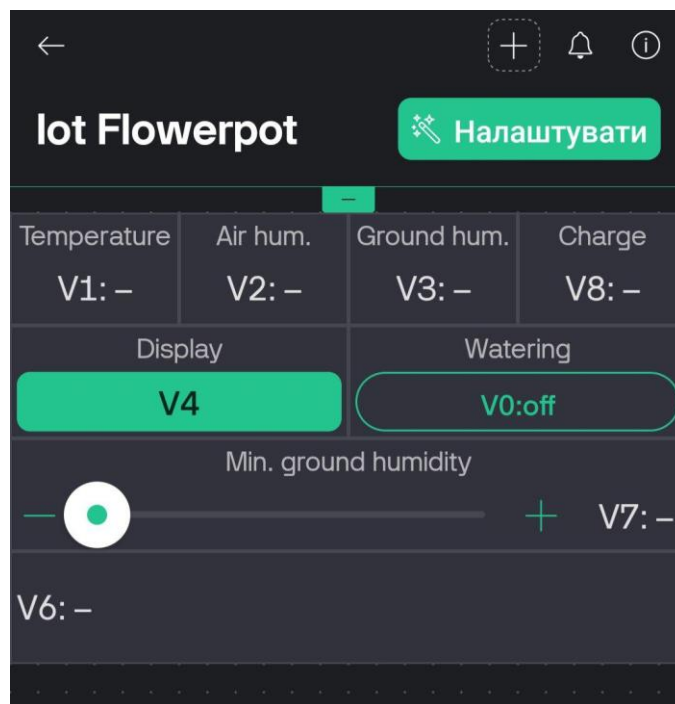 Iot Flowerpot
Налаштувати
Temperature Air hum. Ground hum. Charge
V1: – V2: – V3: – V8: –
Display Watering
V4 V0:off
Min. ground humidity
V7: –
V6: –